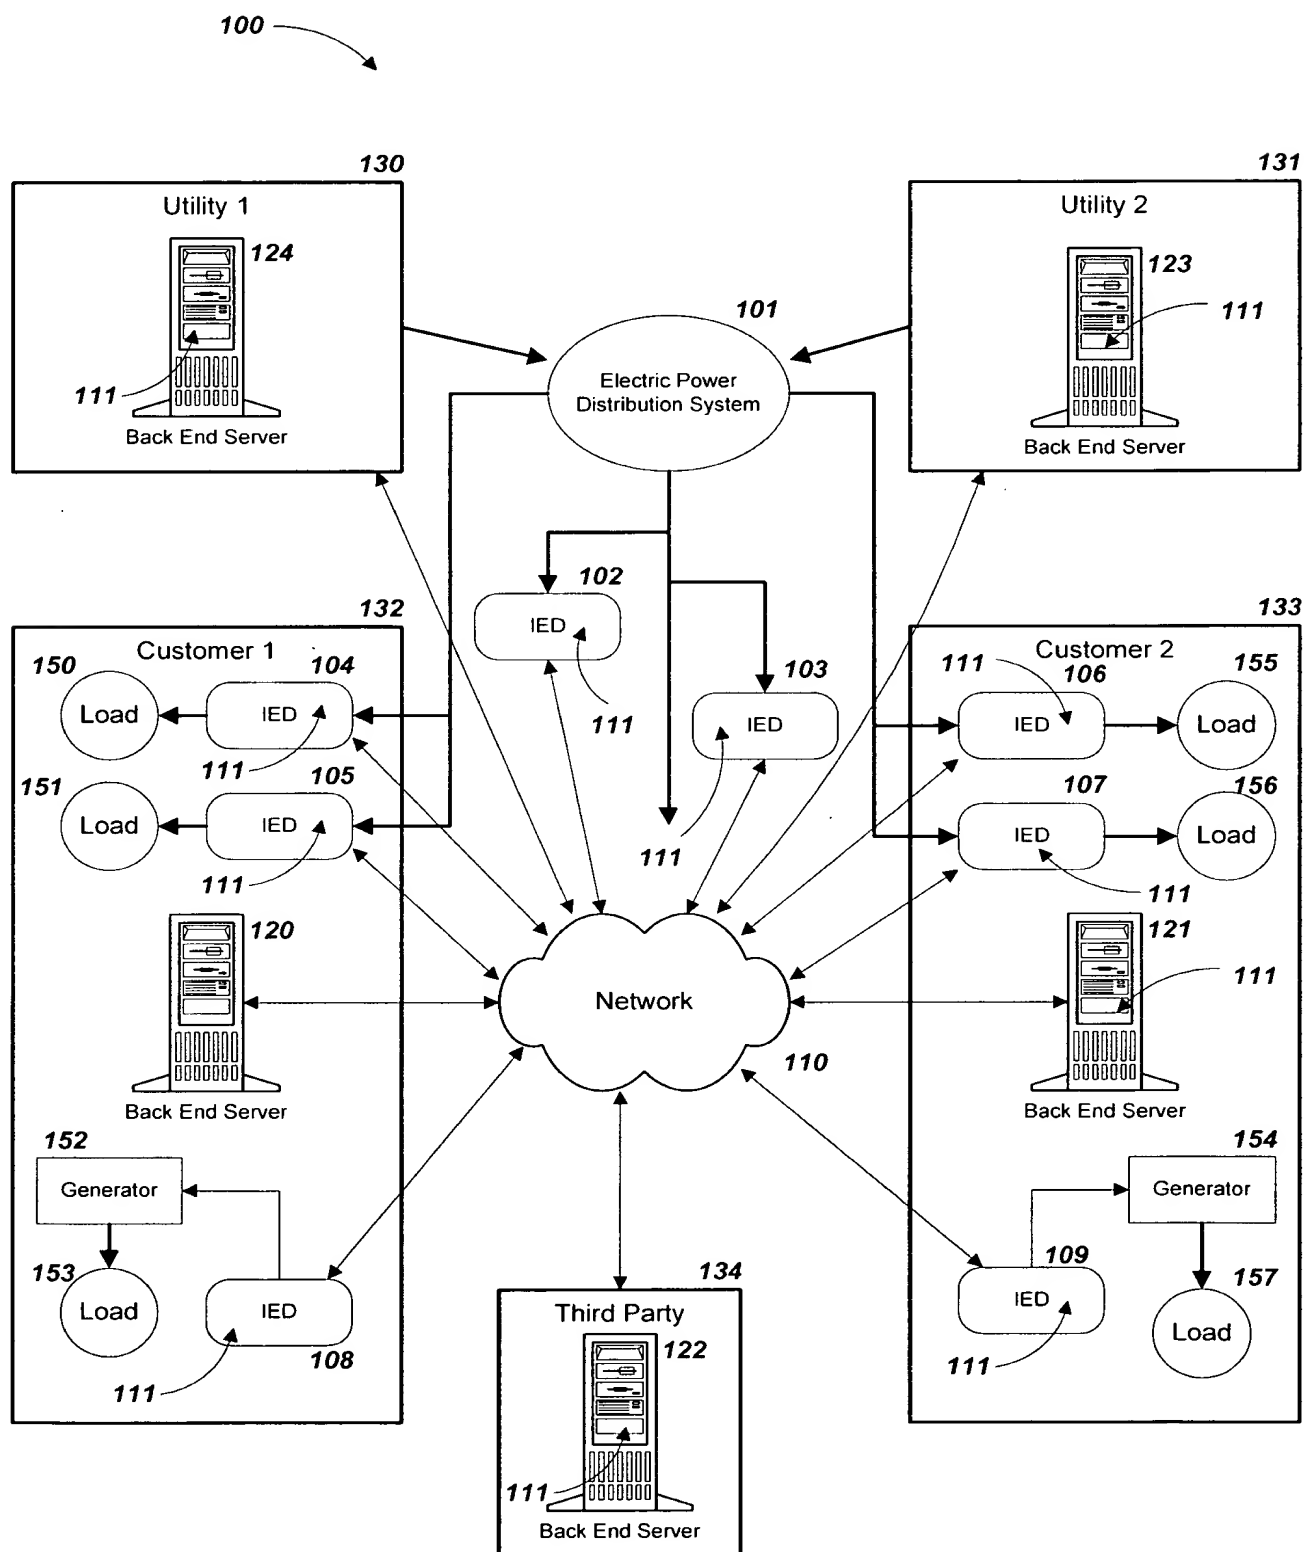 100
130
Utility 1
124
111
Back End Server
131
Utility 2
123
111
Back End Server
101
Electric Power
Distribution System
102
IED
111
103
IED
111
132
Customer 1
150
Load
104
IED
111
151
Load
105
IED
111
120
Back End Server
152
Generator
153
Load
IED
108
111
133
Customer 2
111
106
IED
155
Load
107
IED
156
Load
111
121
111
Back End Server
154
Generator
109
IED
111
157
Load
Network
110
134
Third Party
122
111
Back End Server